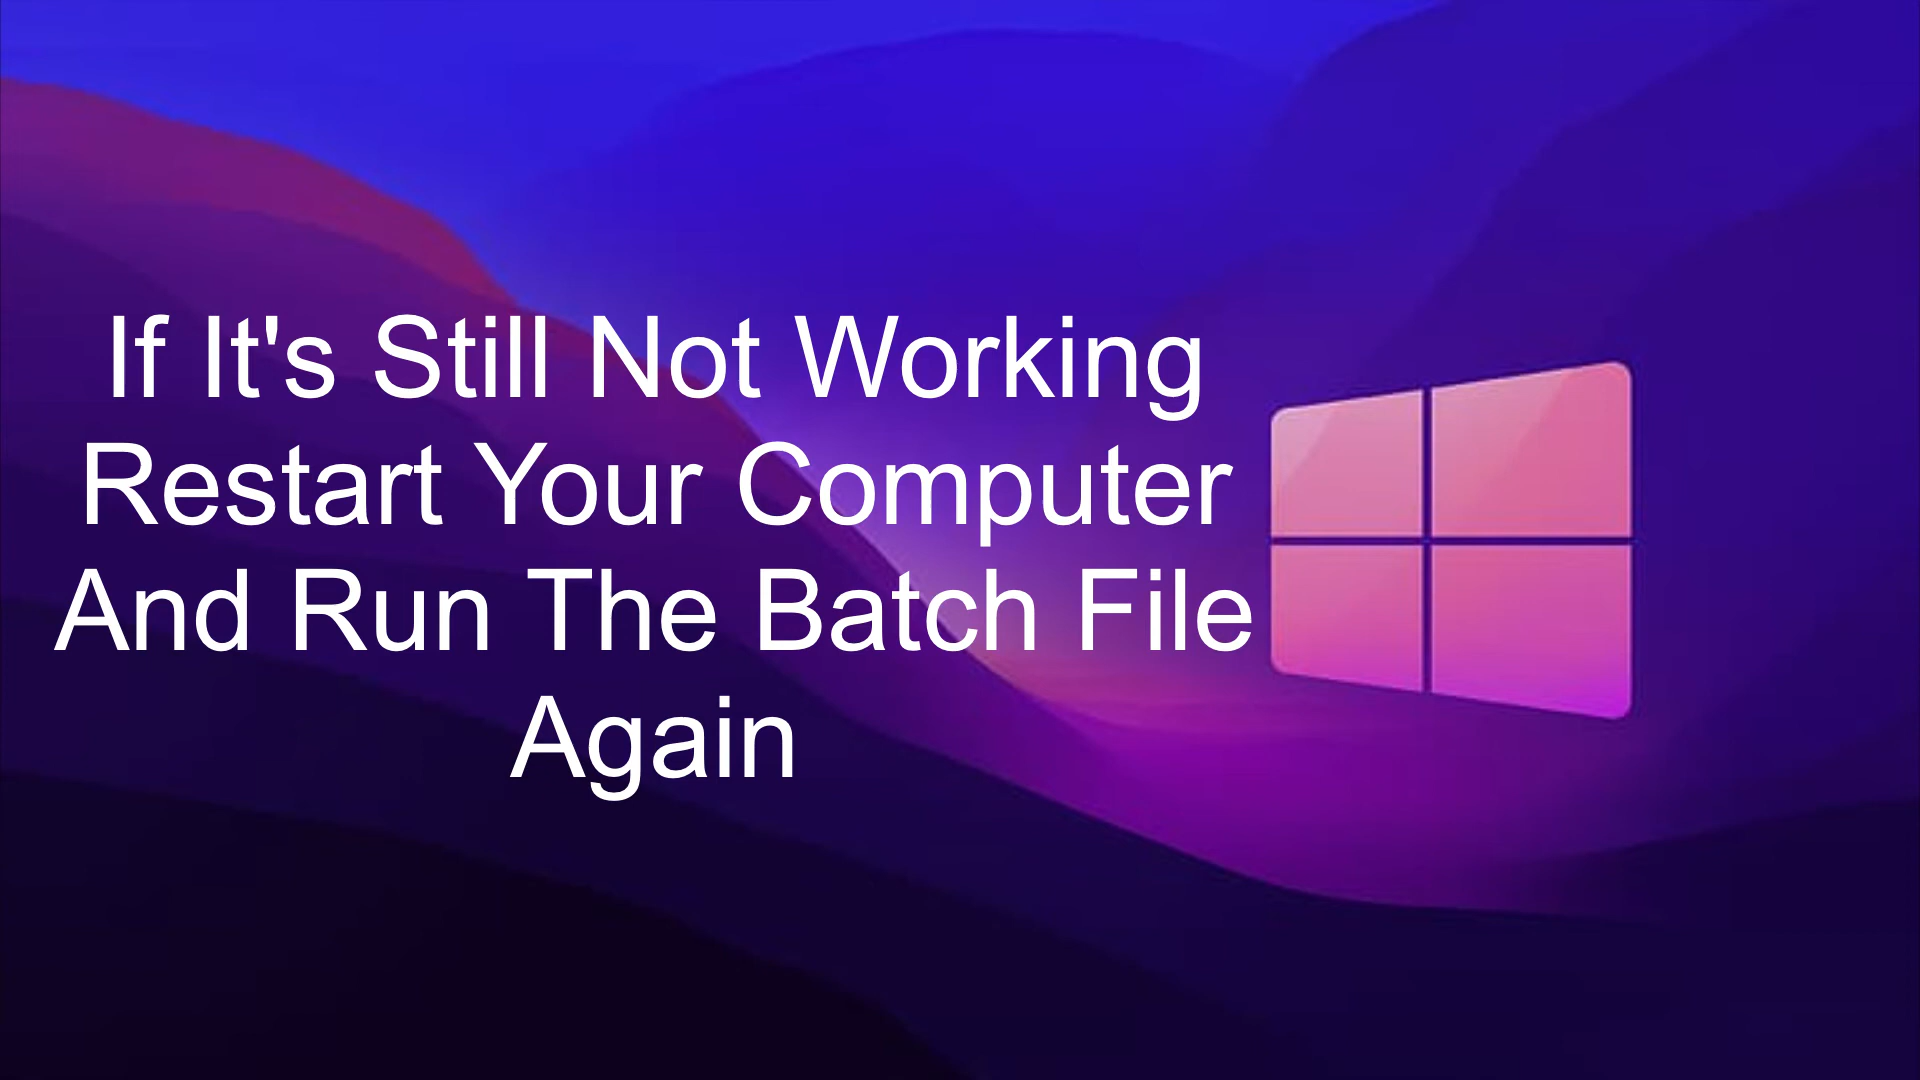 If It's Still Not Working
Restart Your Computer
And Run The Batch File
Again